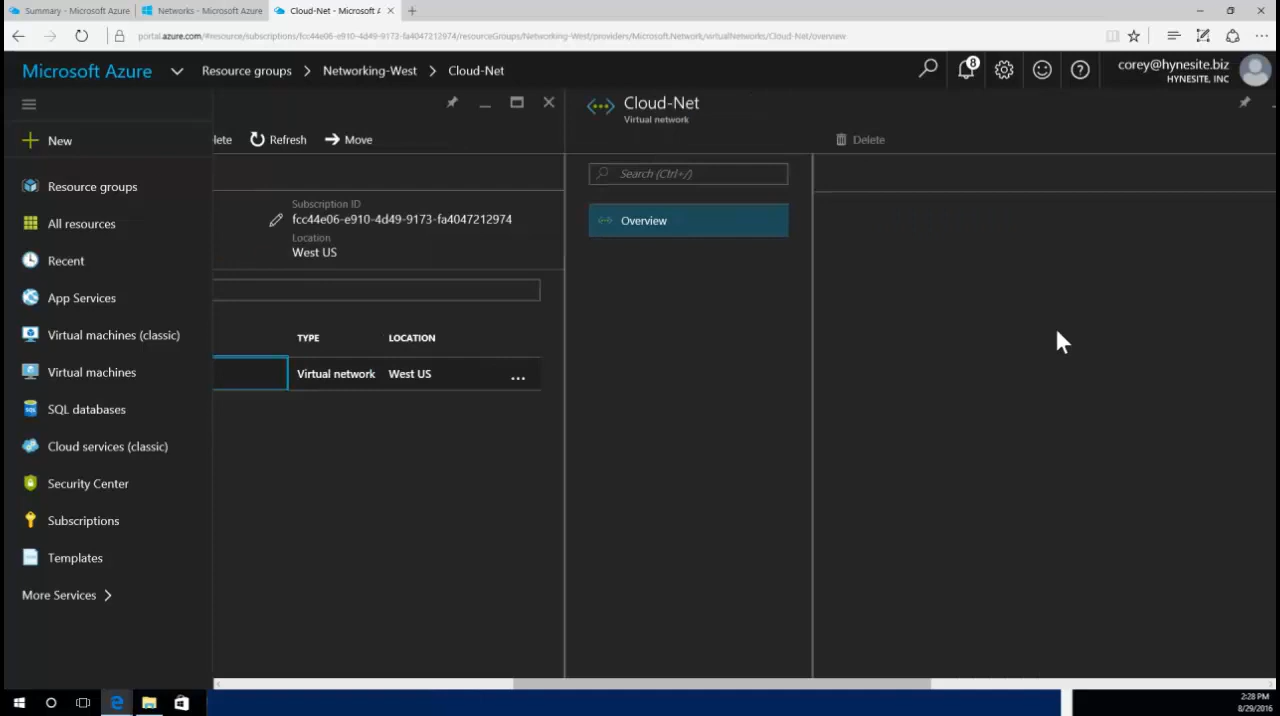 Summary - Microsoft Azure
Networks - Microsoft Azure
Cloud-Net - Microsoft A
portal.azure.com/#resource/subscriptions/fcc44e06-e910-4d49-9173-fa4047212974/resourceGroups/Networking-West/providers/Microsoft.Network/virtualNetworks/Cloud-Net/overview
Microsoft Azure
Resource groups > Networking-West > Cloud-Net
8
corey@hynesite.biz
HYNESITE, INC
New
Resource groups
All resources
Recent
App Services
Virtual machines (classic)
Virtual machines
SQL databases
Cloud services (classic)
Security Center
Subscriptions
Templates
More Services >
lete
Refresh
Move
Subscription ID
fcc44e06-e910-4d49-9173-fa4047212974
Location
West US
TYPE
LOCATION
Virtual network
West US
...
Cloud-Net
Virtual network
Search (Ctrl+/)
Overview
Delete
2:28 PM
8/29/2016